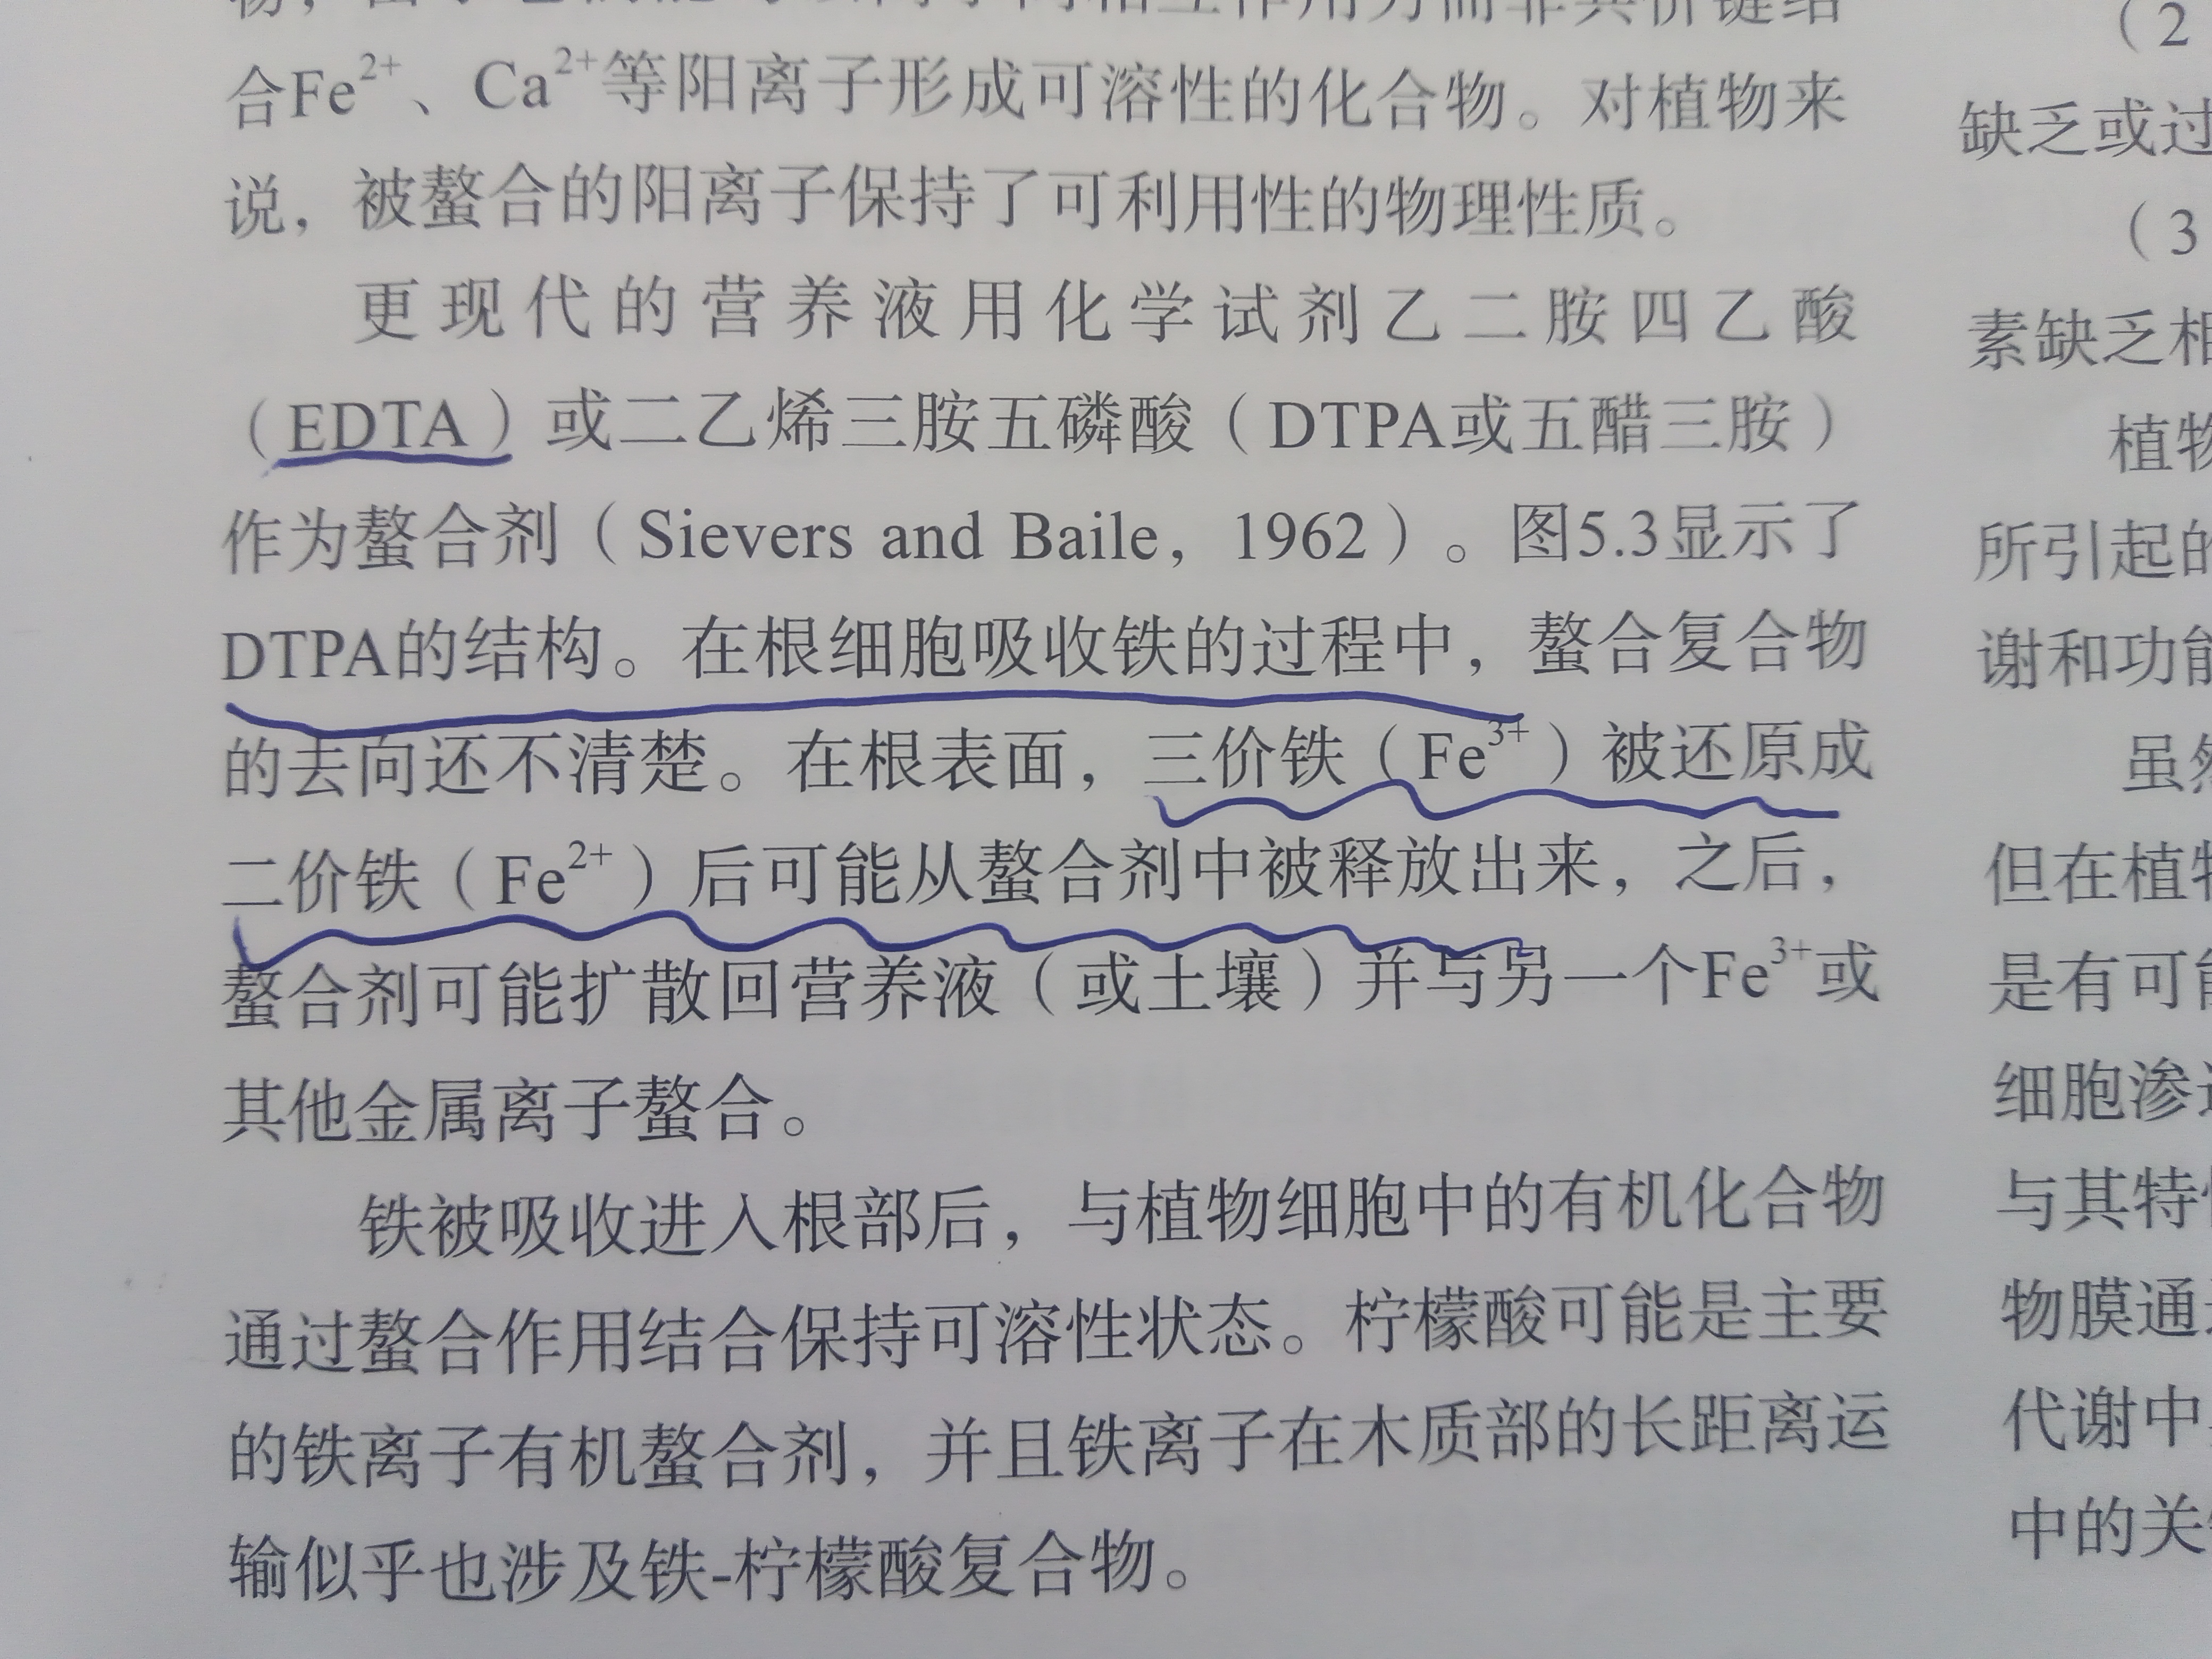 合Fe²⁺、Ca²⁺等阳离子形成可溶性的化合物。对植物来
说，被螯合的阳离子保持了可利用性的物理性质。
更现代的营养液用化学试剂乙二胺四乙酸
（EDTA）或二乙烯三胺五磷酸（DTPA或五醋三胺）
作为螯合剂（Sievers and Baile，1962）。图5.3显示了
DTPA的结构。在根细胞吸收铁的过程中，螯合复合物
的去向还不清楚。在根表面，三价铁（Fe³⁺）被还原成
二价铁（Fe²⁺）后可能从螯合剂中被释放出来，之后，
螯合剂可能扩散回营养液（或土壤）并与另一个Fe³⁺或
其他金属离子螯合。
铁被吸收进入根部后，与植物细胞中的有机化合物
通过螯合作用结合保持可溶性状态。柠檬酸可能是主要
的铁离子有机螯合剂，并且铁离子在木质部的长距离运
输似乎也涉及铁-柠檬酸复合物。
（2
缺乏或过
（3
素缺乏相
植物
所引起的
谢和功能
虽然
但在植物
是有可能
细胞渗
与其特
物膜通
代谢中
中的关